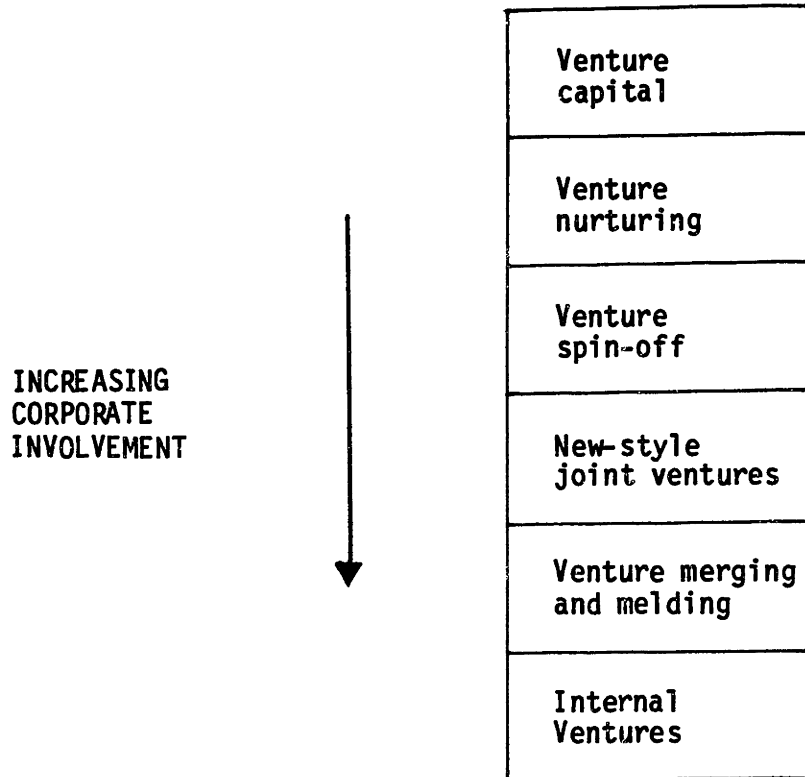 Venture
capital
Venture
nurturing
Venture
spin-off
INCREASING
CORPORATE
INVOLVEMENT
New-style
joint ventures
Venture merging
and melding
Internal
Ventures